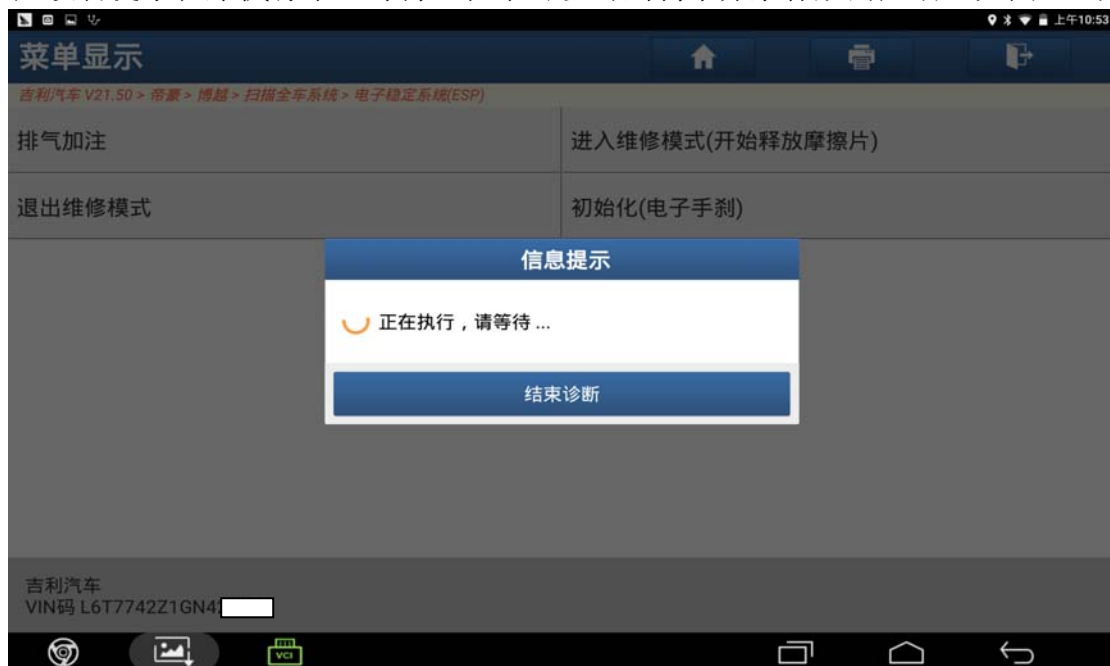 上午10:53
菜单显示
吉利汽车 V21.50 > 帝豪 > 博越 > 扫描全车系统 > 电子稳定系统(ESP)
排气加注
进入维修模式(开始释放摩擦片)
退出维修模式
初始化(电子手刹)
信息提示
正在执行，请等待 ...
结束诊断
吉利汽车
VIN码 L6T7742Z1GN4
VCI